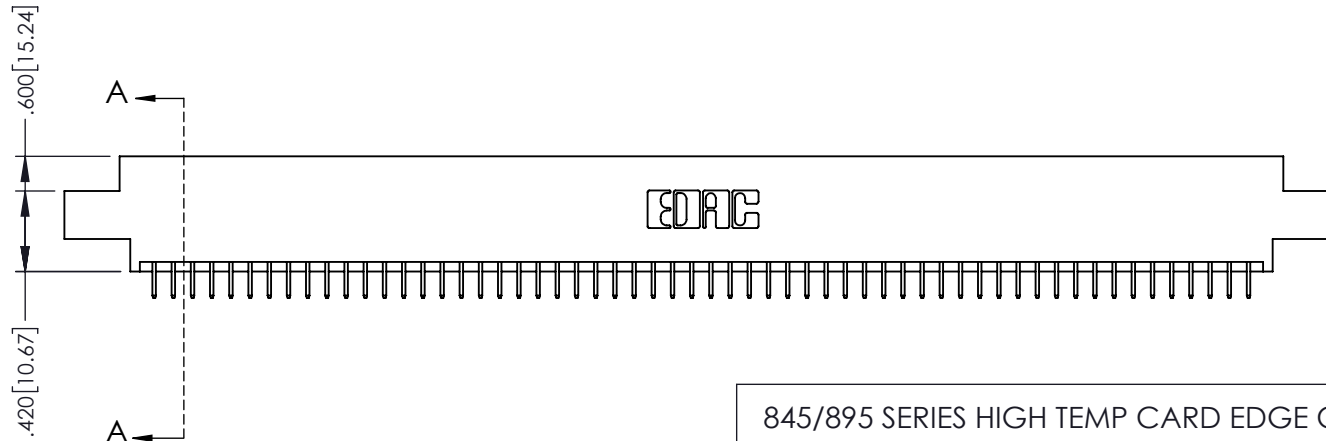 .600[15.24]
A
EDAC
.420[10.67]
A
845/895 SERIES HIGH TEMP CARD EDGE